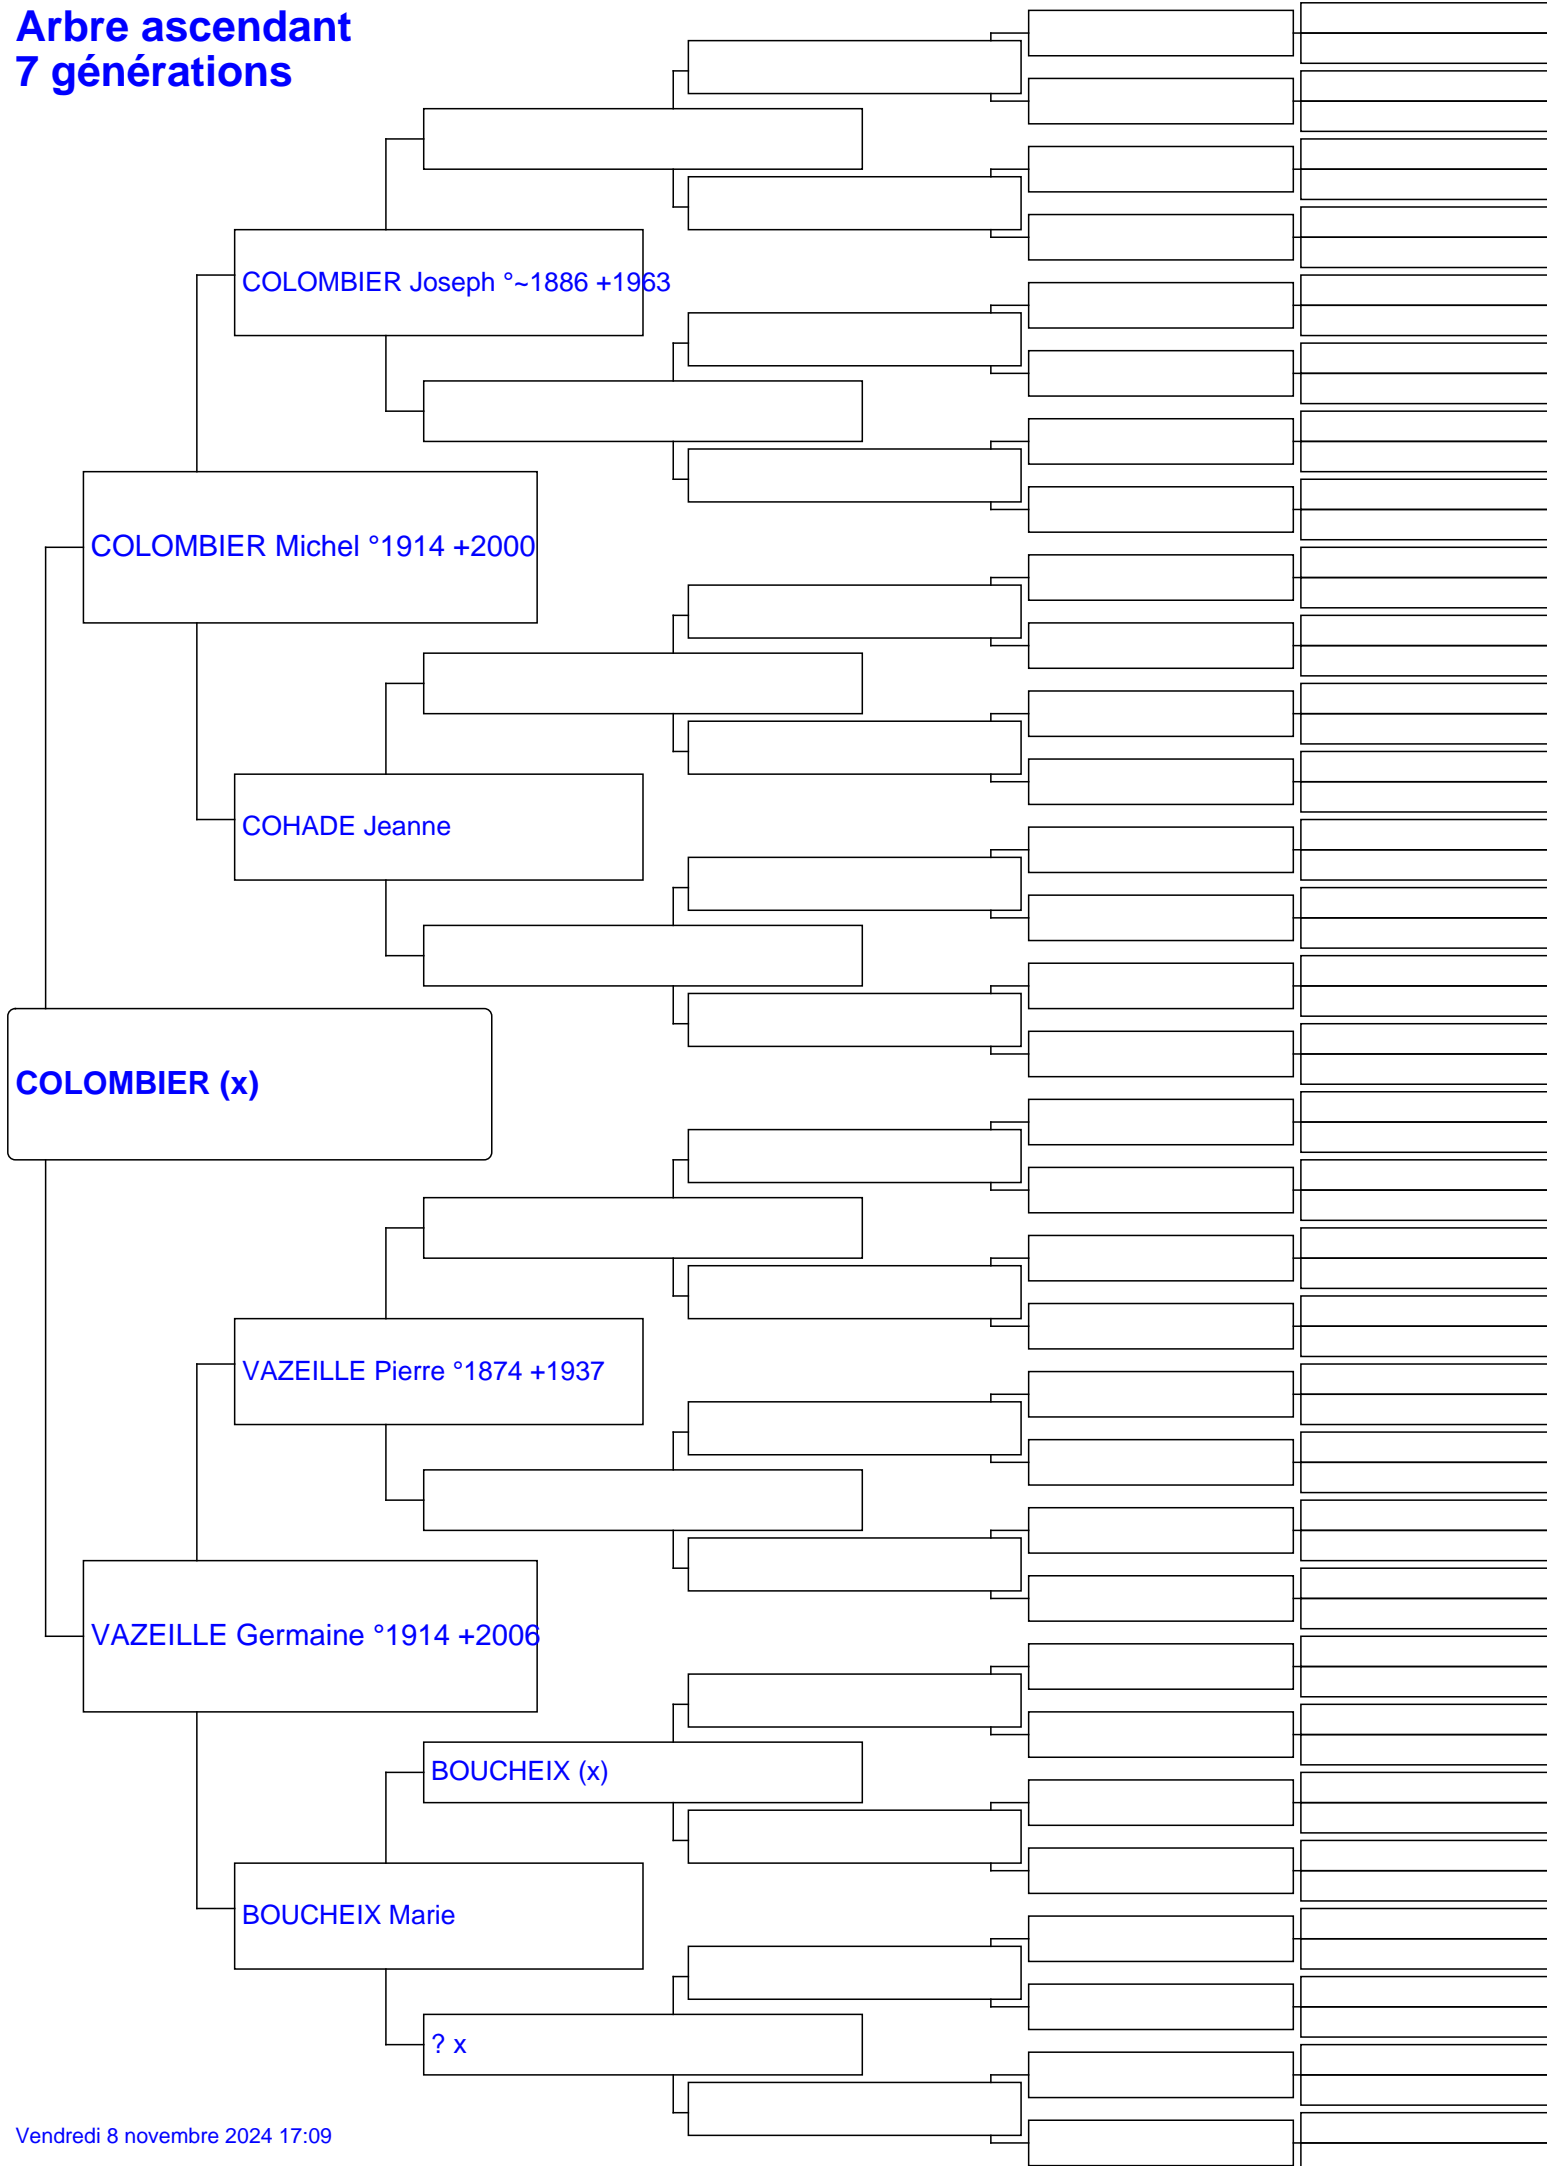 Arbre ascendant
7 générations
COLOMBIER Joseph °~1886 +1963
COLOMBIER Michel °1914 +2000
COHADE Jeanne
COLOMBIER (x)
VAZEILLE Pierre °1874 +1937
VAZEILLE Germaine °1914 +2006
BOUCHEIX (x)
BOUCHEIX Marie
? x
Vendredi 8 novembre 2024 17:09